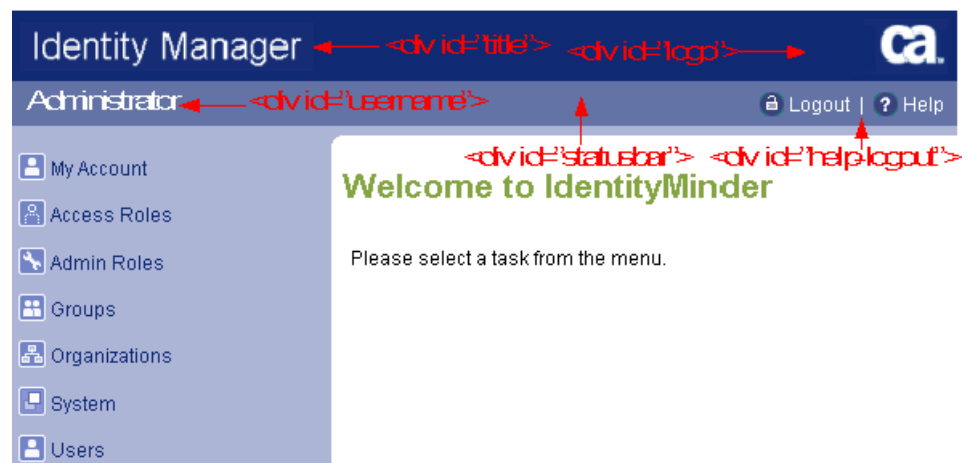 Identity Manager <div id="title"> <div id="logo"> ca.
Administrator <div id="username"> Logout | ? Help
<div id="statusbar"> <div id="help-logout">
My Account
Welcome to IdentityMinder
Access Roles
Admin Roles
Please select a task from the menu.
Groups
Organizations
System
Users